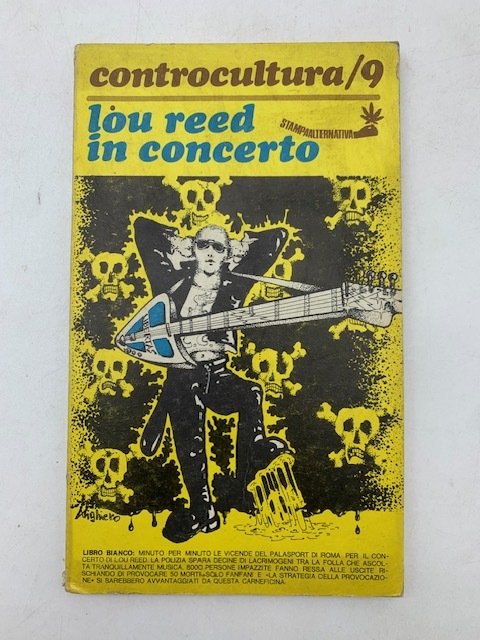 controcultura/9
lou reed
in concerto
STAMPAALTERNATIVA
LIBRO BIANCO: MINUTO PER MINUTO LE VICENDE DEL PALASPORT DI ROMA. PER IL CON-
CERTO DI LOU REED. LA POLIZIA SPARA DECINE DI LACRIMOGENI TRA LA FOLLA CHE ASCOL-
TA TRANQUILLAMENTE MUSICA. 8000 PERSONE IMPAZZITE FANNO RESSA ALLE USCITE RI-
SCHIANDO DI PROVOCARE 50 MORTI. «SOLO FANFANI E «LA STRATEGIA DELLA PROVOCAZIO-
NE» SI SAREBBERO AVVANTAGGIATI DA QUESTA CARNEFICINA.